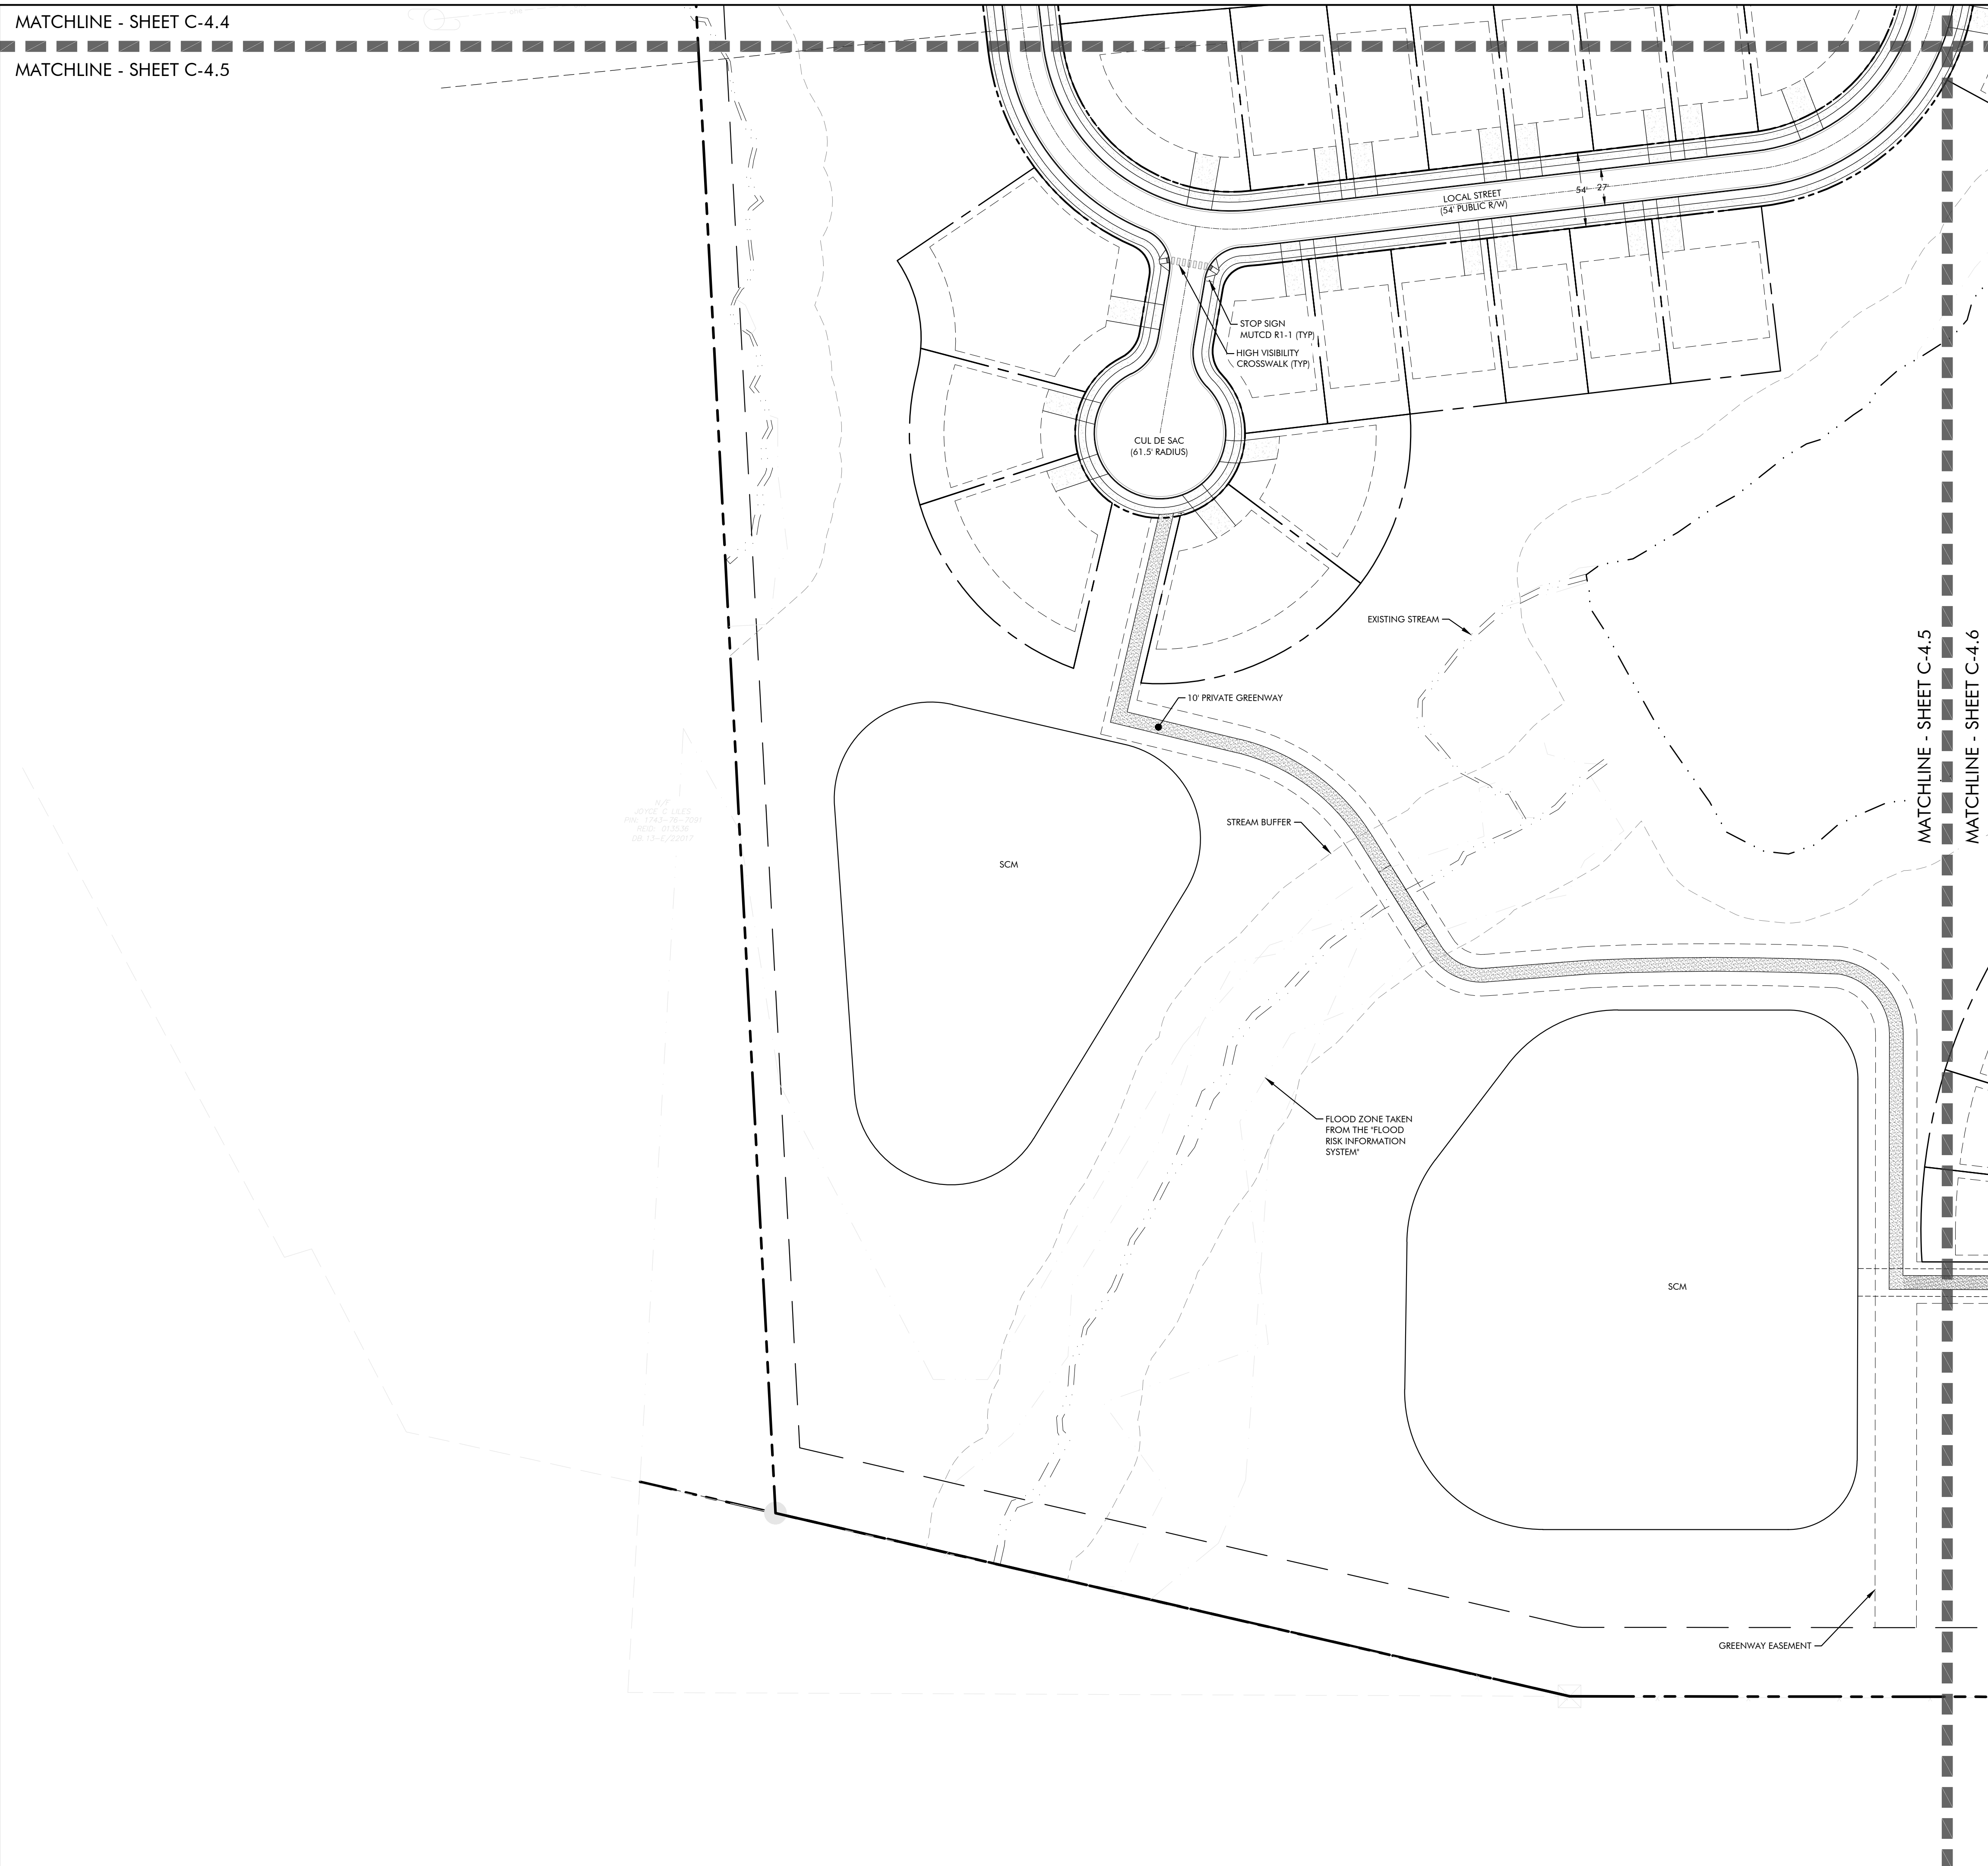 MATCHLINE - SHEET C-4.4
MATCHLINE - SHEET C-4.5
LOCAL STREET
(54' PUBLIC R/W)
54'
27'
STOP SIGN
MUTCD R1-1 (TYP)
HIGH VISIBILITY
CROSSWALK (TYP)
CUL DE SAC
(61.5' RADIUS)
EXISTING STREAM
MATCHLINE - SHEET C-4.5
MATCHLINE - SHEET C-4.6
10' PRIVATE GREENWAY
N/F
JOYCE C LILES
STREAM BUFFER
SCM
FLOOD ZONE TAKEN
FROM THE "FLOOD
RISK INFORMATION
SYSTEM"
SCM
GREENWAY EASEMENT